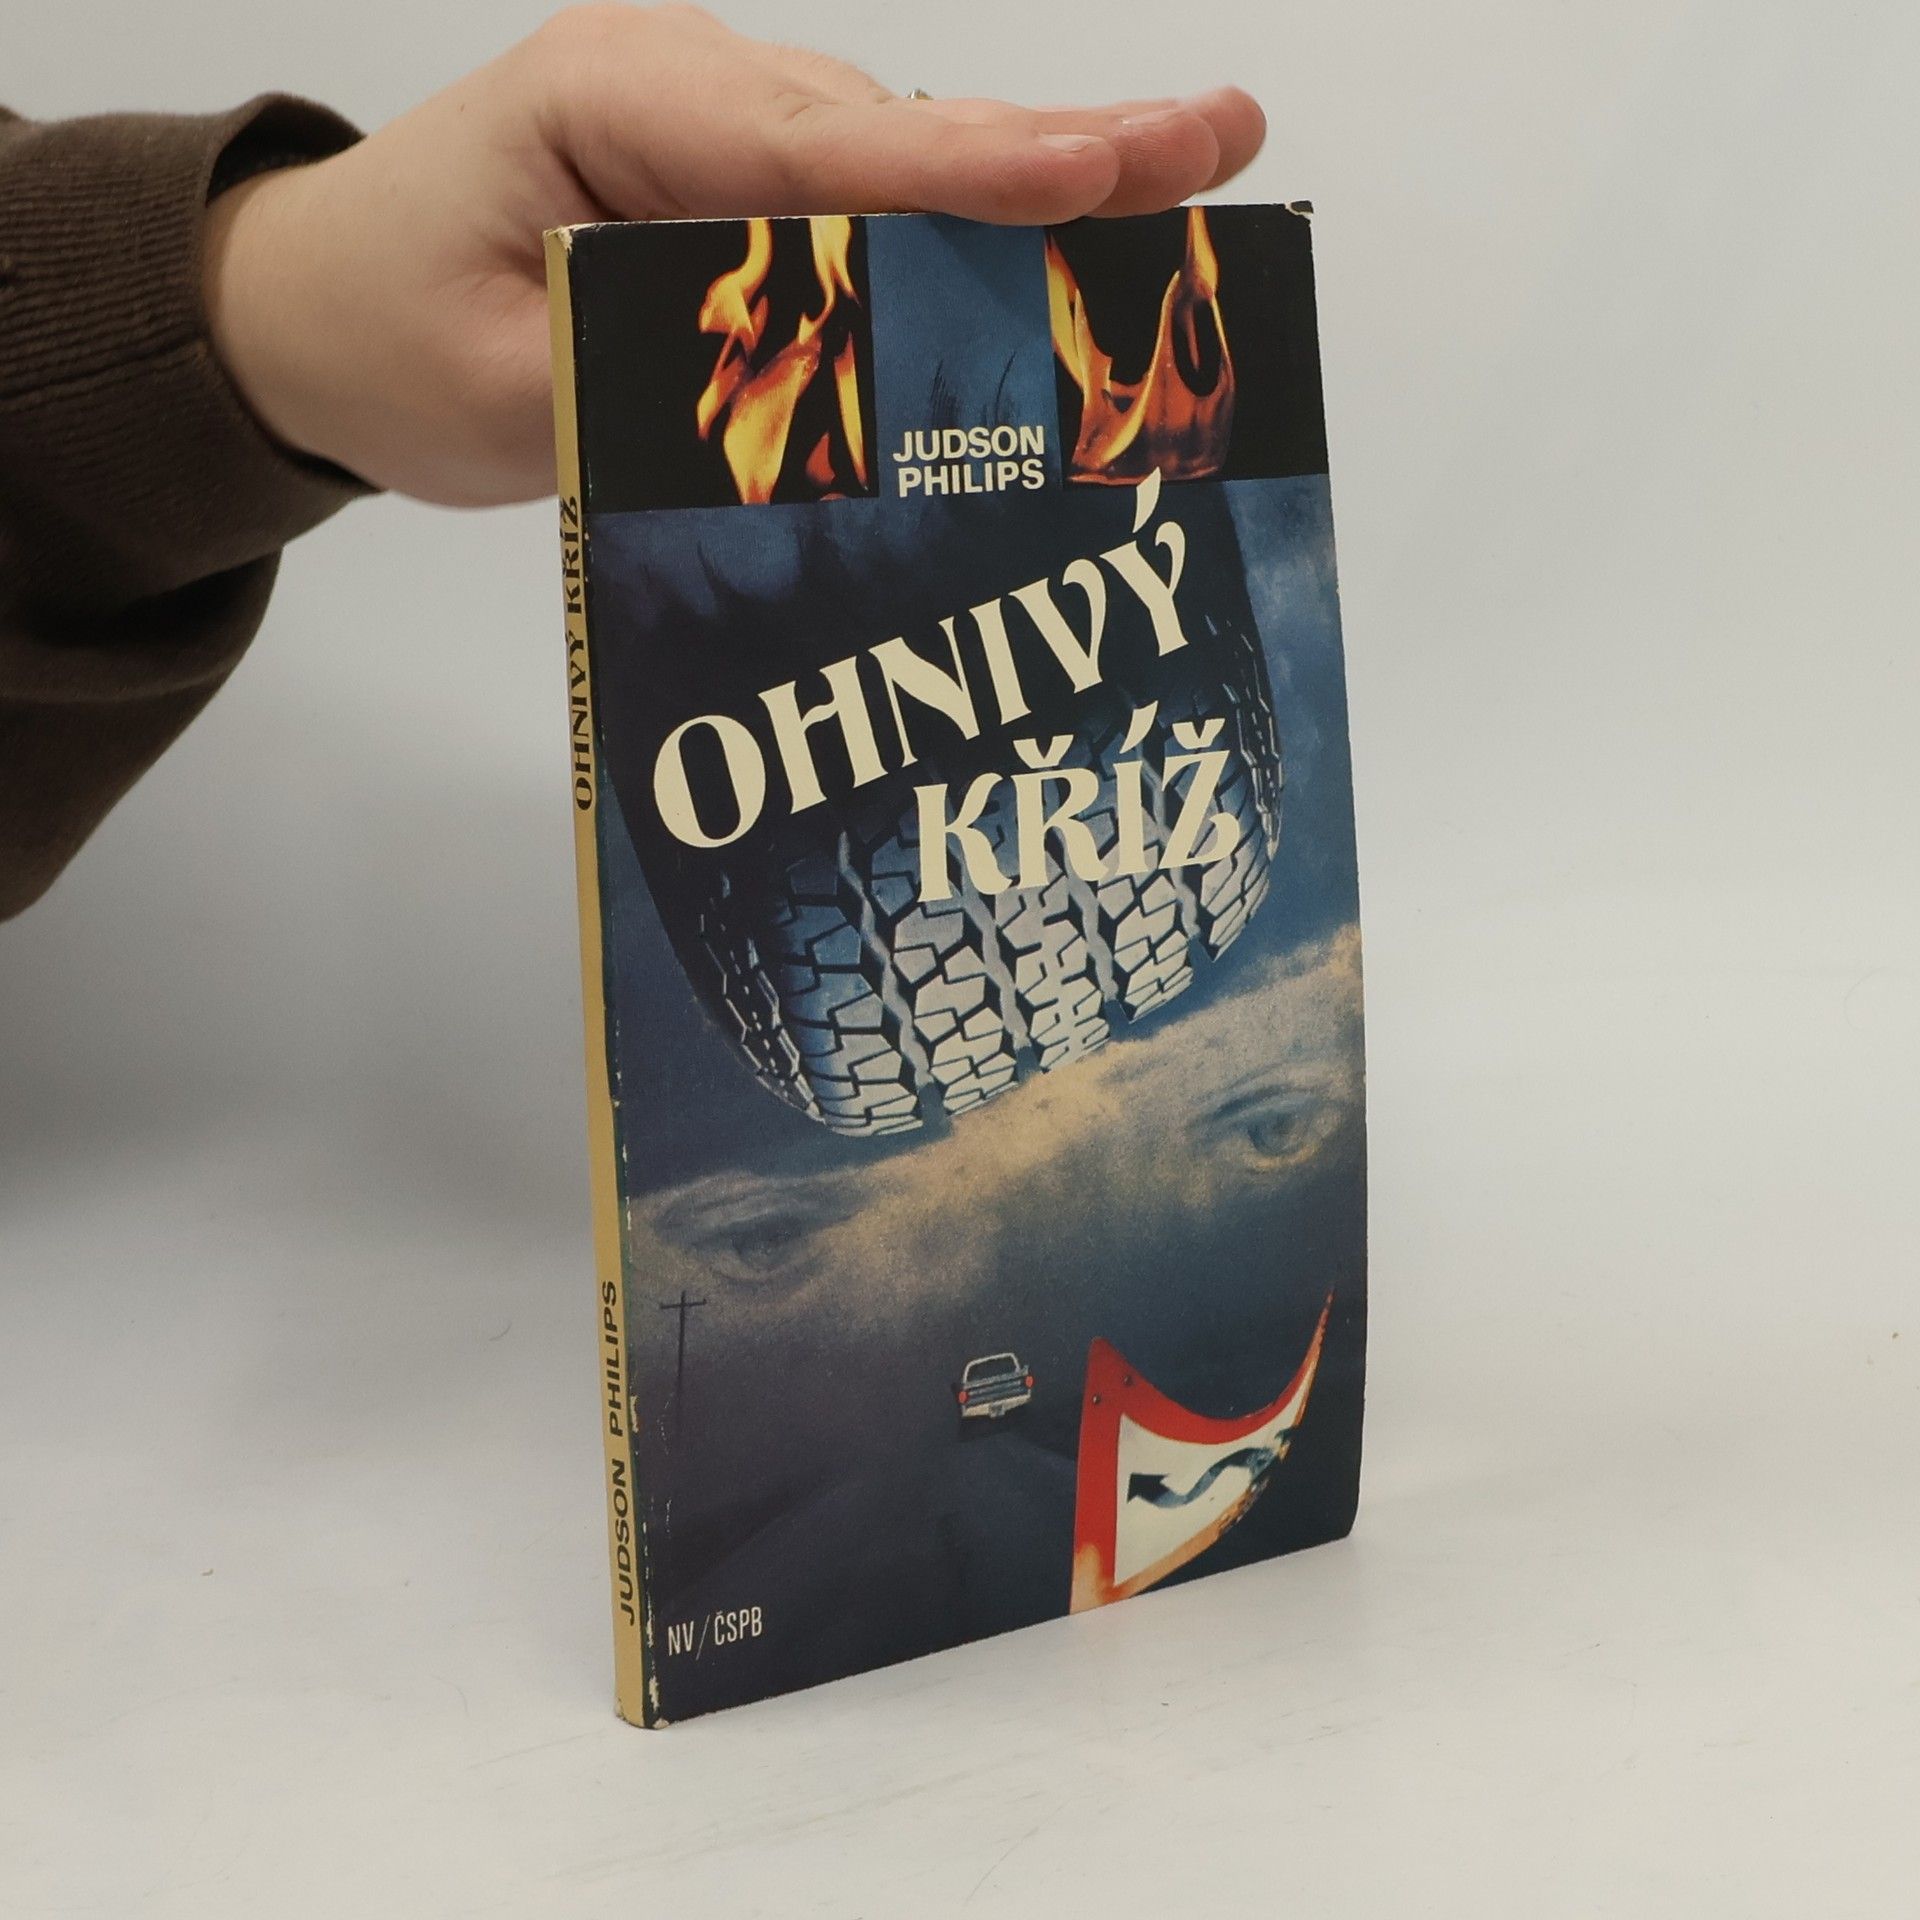 JUDSON
PHILIPS
OHNIVÝ
KŘÍŽ
NV/ČSPB
OHNIVÝ KŘÍŽ
JUDSON PHILIPS